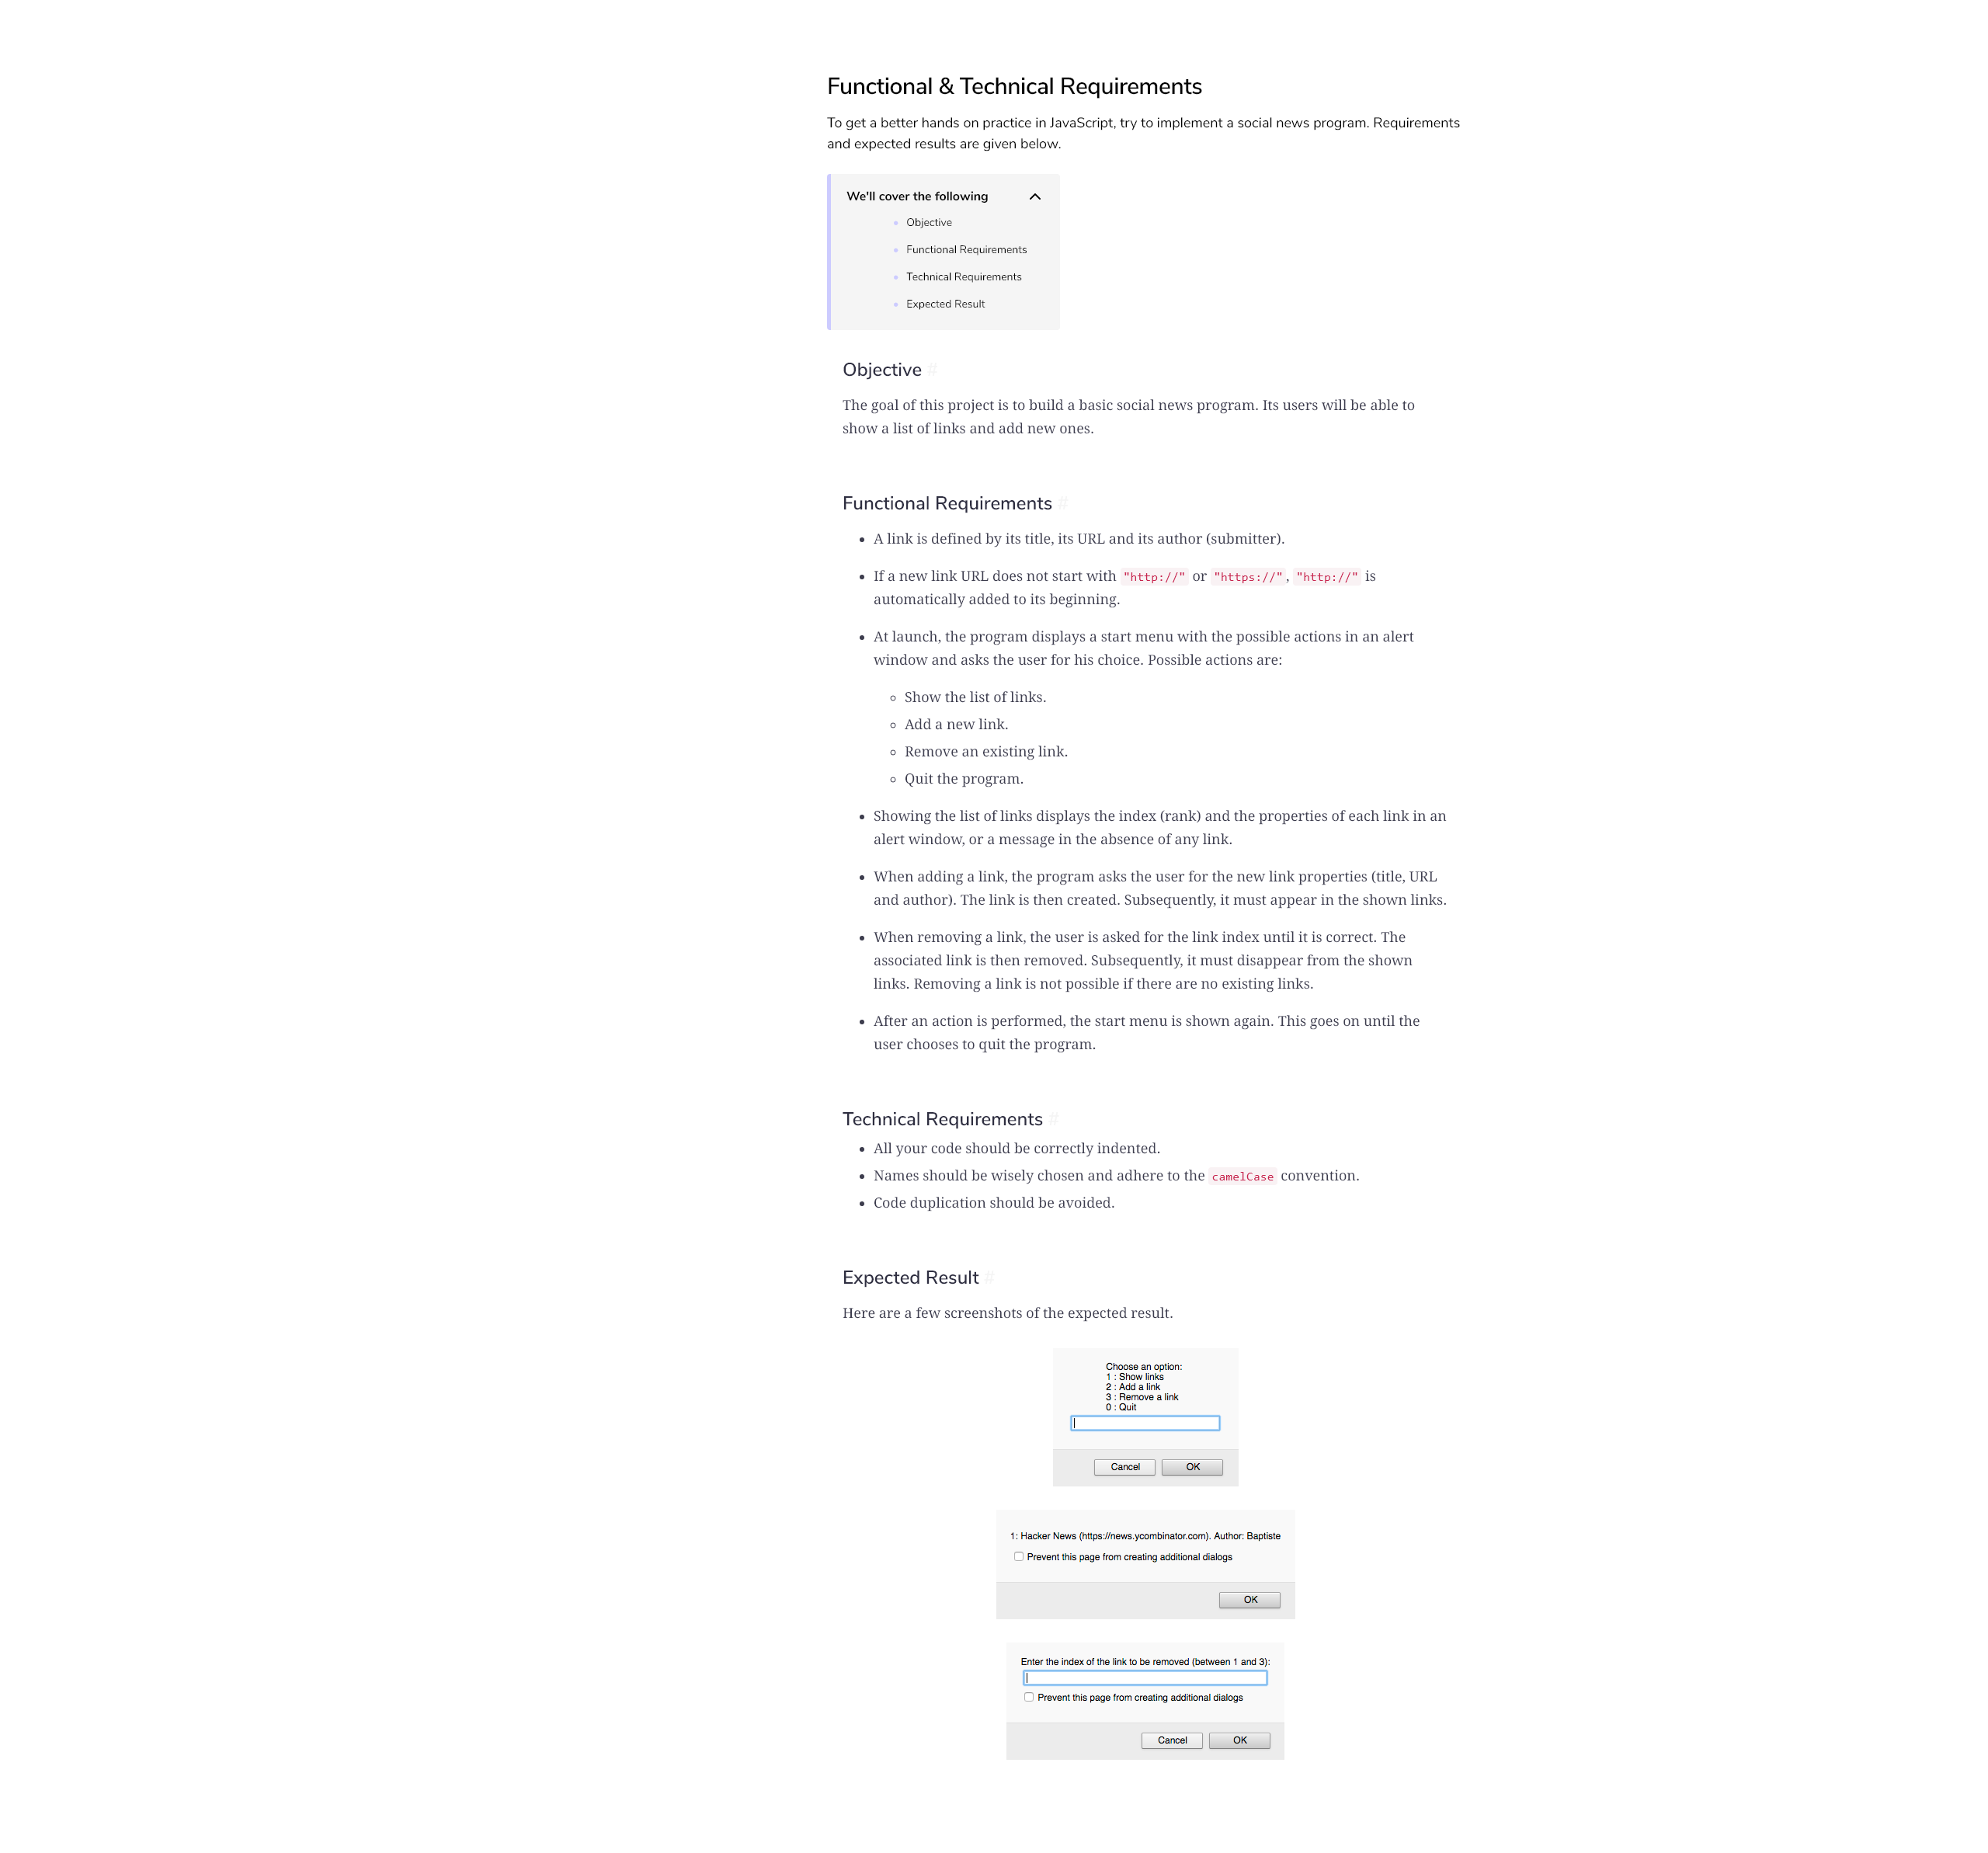 Functional & Technical Requirements
To get a better hands on practice in JavaScript, try to implement a social news program. Requirements
and expected results are given below.
We'll cover the following
Objective
Functional Requirements
Technical Requirements
Expected Result
Objective #
The goal of this project is to build a basic social news program. Its users will be able to
show a list of links and add new ones.
Functional Requirements #
• A link is defined by its title, its URL and its author (submitter).
• If a new link URL does not start with "http://" or "https://", "http://" is
automatically added to its beginning.
• At launch, the program displays a start menu with the possible actions in an alert
window and asks the user for his choice. Possible actions are:
◦ Show the list of links.
◦ Add a new link.
◦ Remove an existing link.
◦ Quit the program.
• Showing the list of links displays the index (rank) and the properties of each link in an
alert window, or a message in the absence of any link.
• When adding a link, the program asks the user for the new link properties (title, URL
and author). The link is then created. Subsequently, it must appear in the shown links.
• When removing a link, the user is asked for the link index until it is correct. The
associated link is then removed. Subsequently, it must disappear from the shown
links. Removing a link is not possible if there are no existing links.
• After an action is performed, the start menu is shown again. This goes on until the
user chooses to quit the program.
Technical Requirements #
• All your code should be correctly indented.
• Names should be wisely chosen and adhere to the camelCase convention.
• Code duplication should be avoided.
Expected Result #
Here are a few screenshots of the expected result.
Choose an option:
1 : Show links
2 : Add a link
3 : Remove a link
0 : Quit
Cancel OK
1: Hacker News (https://news.ycombinator.com). Author: Baptiste
Prevent this page from creating additional dialogs
OK
Enter the index of the link to be removed (between 1 and 3):
Prevent this page from creating additional dialogs
Cancel OK